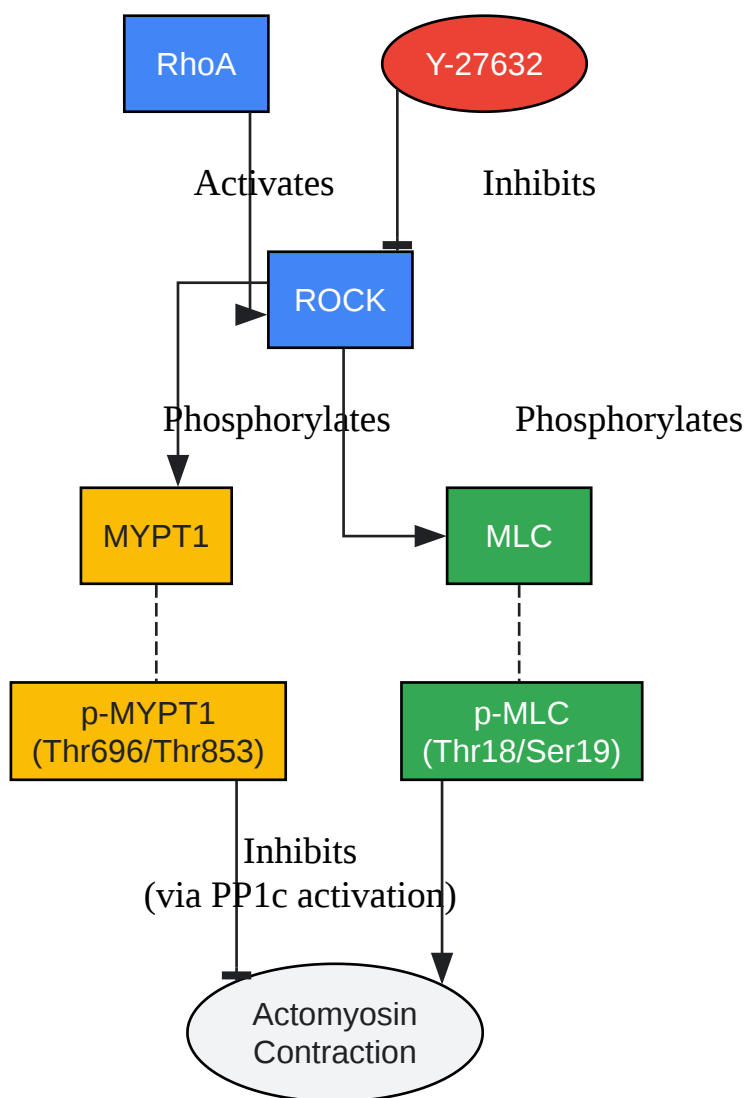 RhoA
Y-27632
Activates
Inhibits
ROCK
Phosphorylates
Phosphorylates
MYPT1
MLC
p-MYPT1
(Thr696/Thr853)
p-MLC
(Thr18/Ser19)
Inhibits
(via PP1c activation)
Actomyosin
Contraction